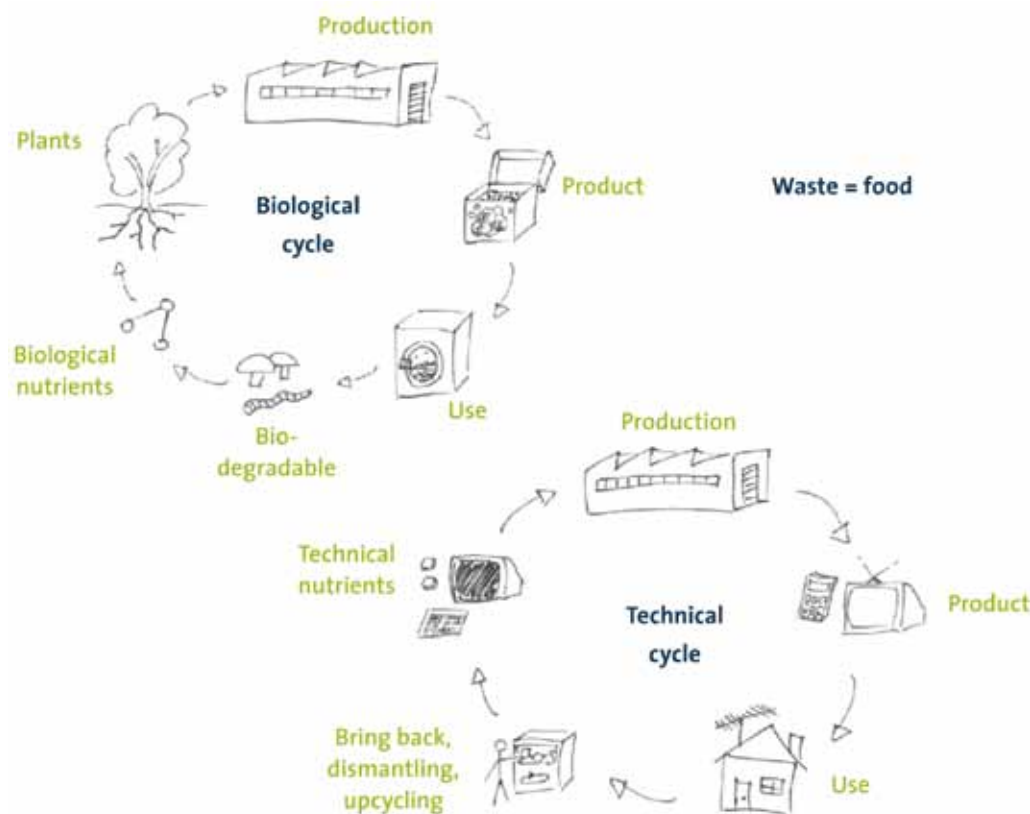 Production
Plants
Product
Waste = food
Biological
cycle
Biological
nutrients
Use
Bio-
degradable
Production
Technical
nutrients
Product
Technical
cycle
Bring back,
dismantling,
upcycling
Use